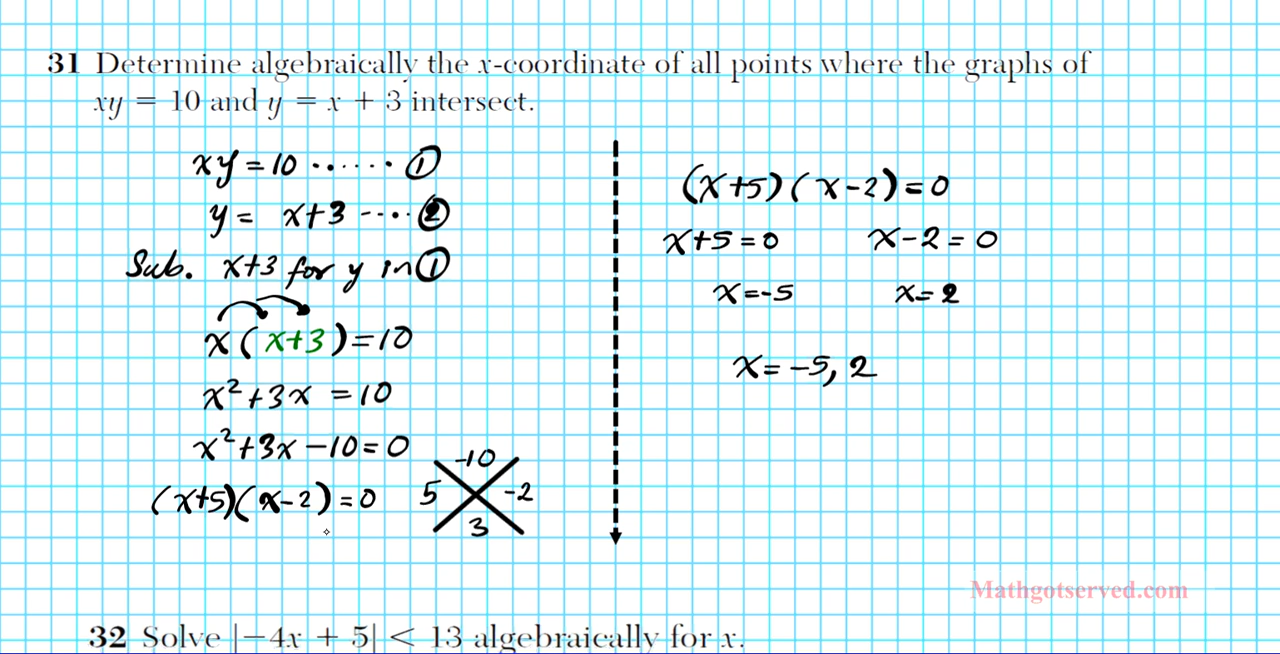 31 Determine algebraically the x-coordinate of all points where the graphs of
xy = 10 and y = x + 3 intersect.
xy = 10 ...... ①
y = x+3 .... ②
Sub. x+3 for y in ①
x(x+3) = 10
x²+3x = 10
x²+3x-10=0
(x+5)(x-2)=0
-10
5 -2
3
(x+5)(x-2)=0
x+5=0 x-2=0
x=-5 x=2
x=-5, 2
Mathgotserved.com
32 Solve |−4x + 5| < 13 algebraically for x.